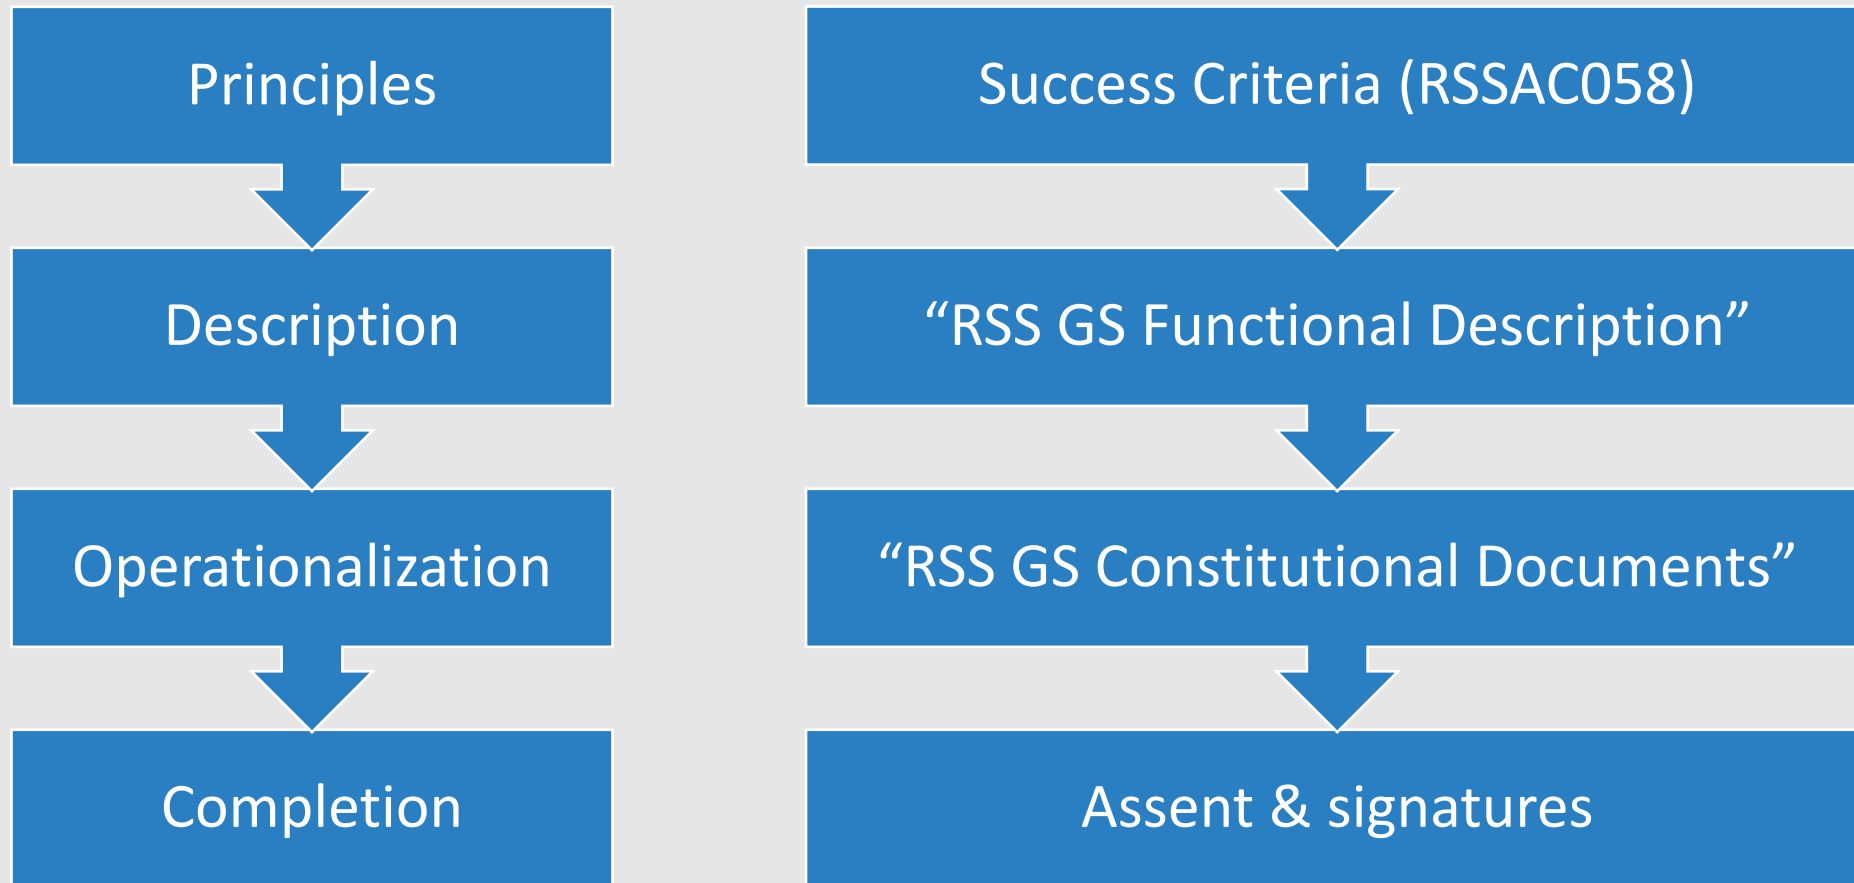 Principles
Success Criteria (RSSAC058)
Description
“RSS GS Functional Description”
Operationalization
“RSS GS Constitutional Documents”
Completion
Assent & signatures